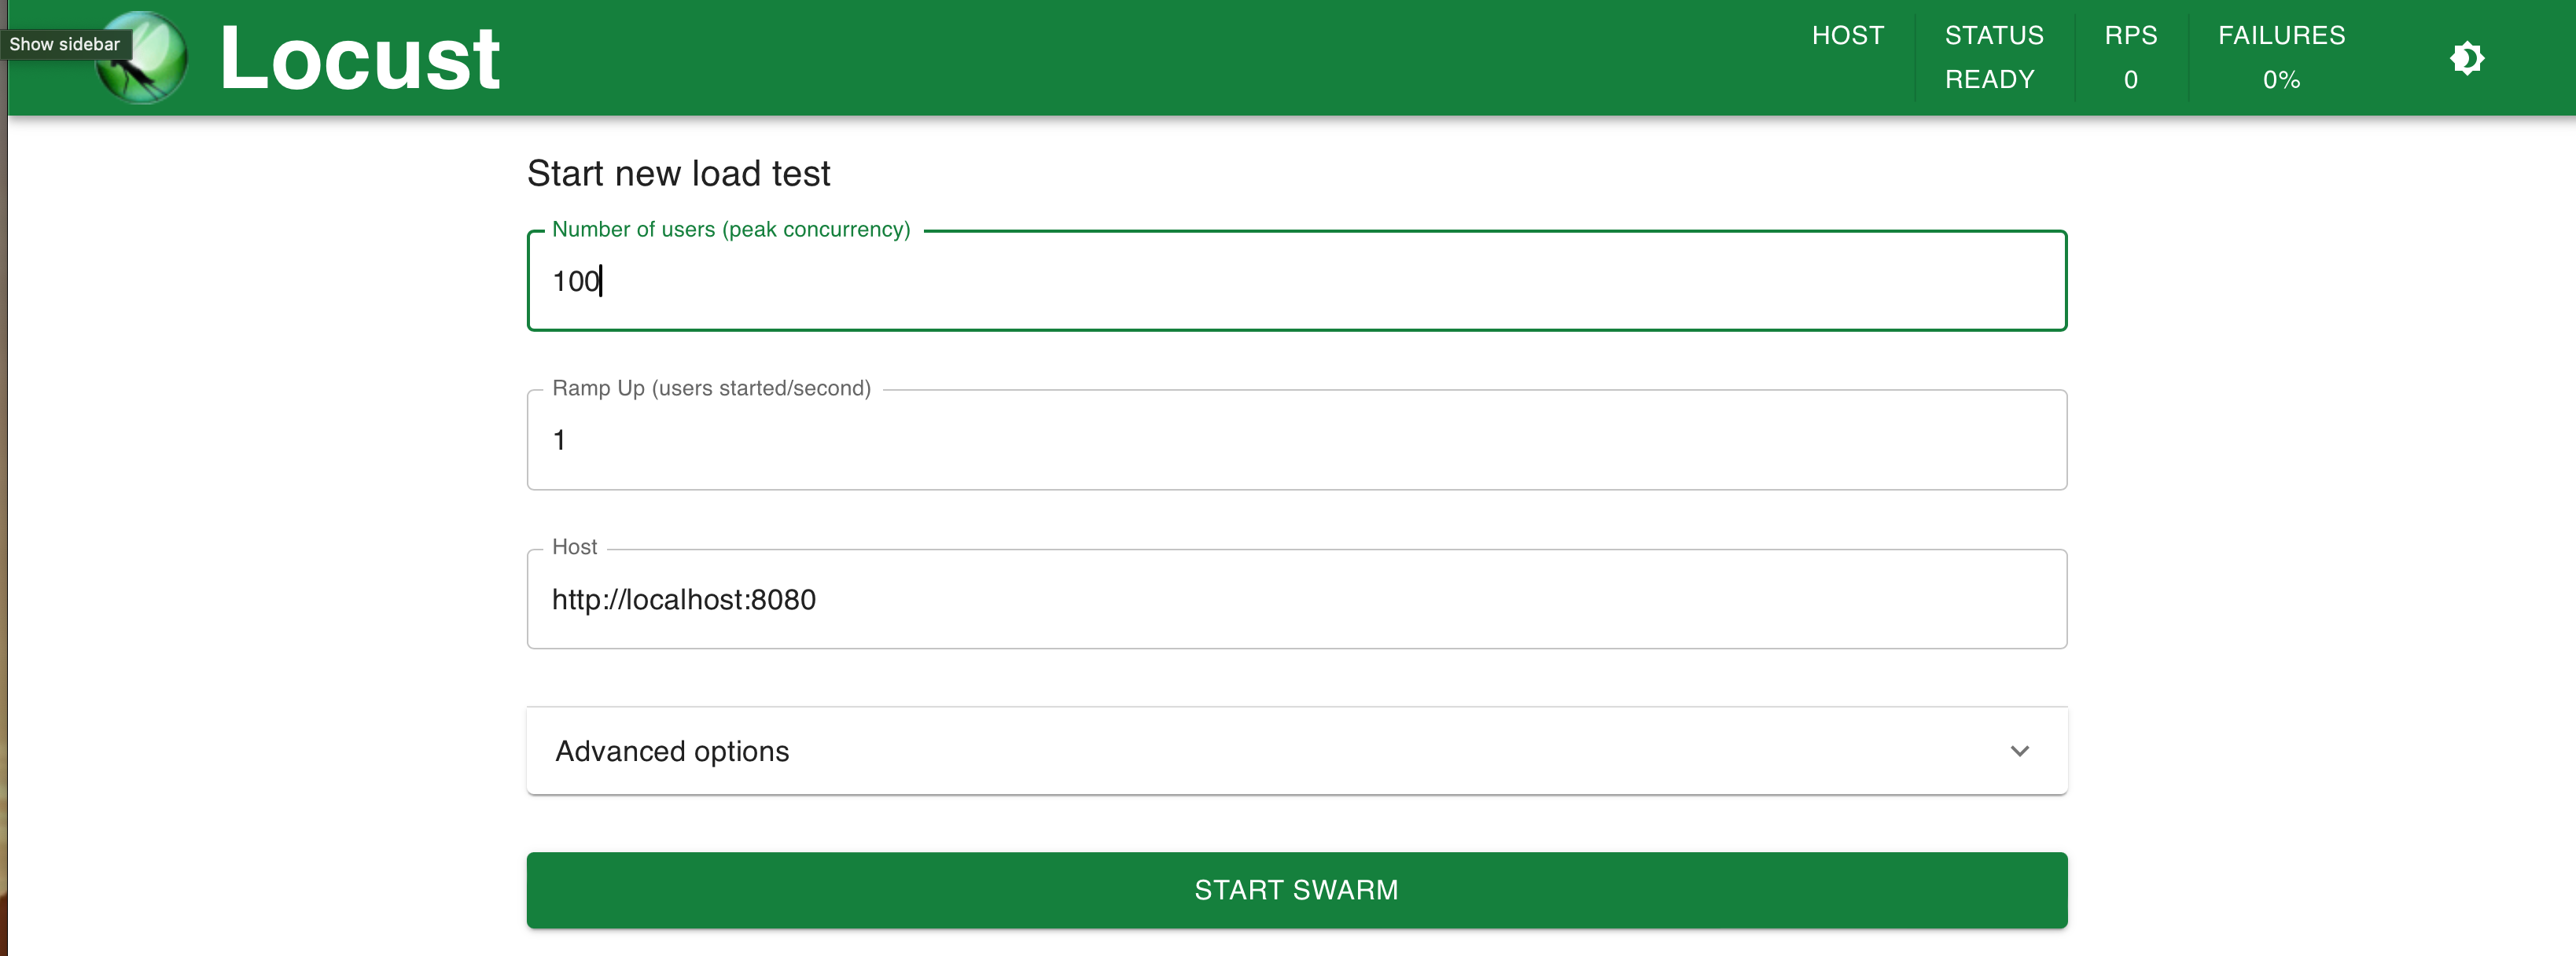 Show sidebar
Locust
HOST
STATUS
READY
RPS
0
FAILURES
0%
Start new load test
Number of users (peak concurrency)
100
Ramp Up (users started/second)
1
Host
http://localhost:8080
Advanced options
START SWARM